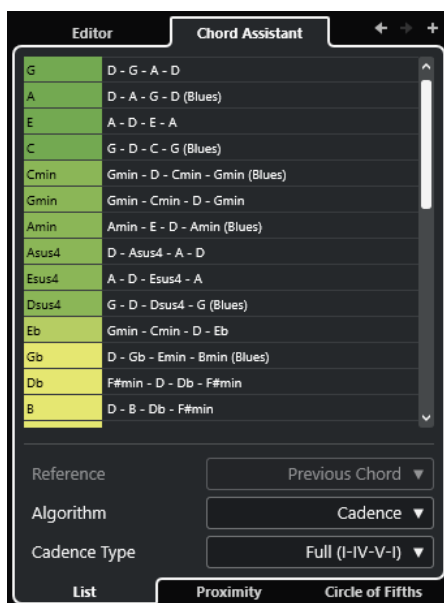 Editor Chord Assistant
G D - G - A - D
A D - A - G - D (Blues)
E A - D - E - A
C G - D - C - G (Blues)
Cmin Gmin - D - Cmin - Gmin (Blues)
Gmin Gmin - Cmin - D - Gmin
Amin Amin - E - D - Amin (Blues)
Asus4 D - Asus4 - A - D
Esus4 A - D - Esus4 - A
Dsus4 G - D - Dsus4 - G (Blues)
Eb Gmin - Cmin - D - Eb
Gb D - Gb - Emin - Bmin (Blues)
Db F#min - D - Db - F#min
B D - B - Db - F#min
Reference Previous Chord
Algorithm Cadence
Cadence Type Full (I-IV-V-I)
List Proximity Circle of Fifths